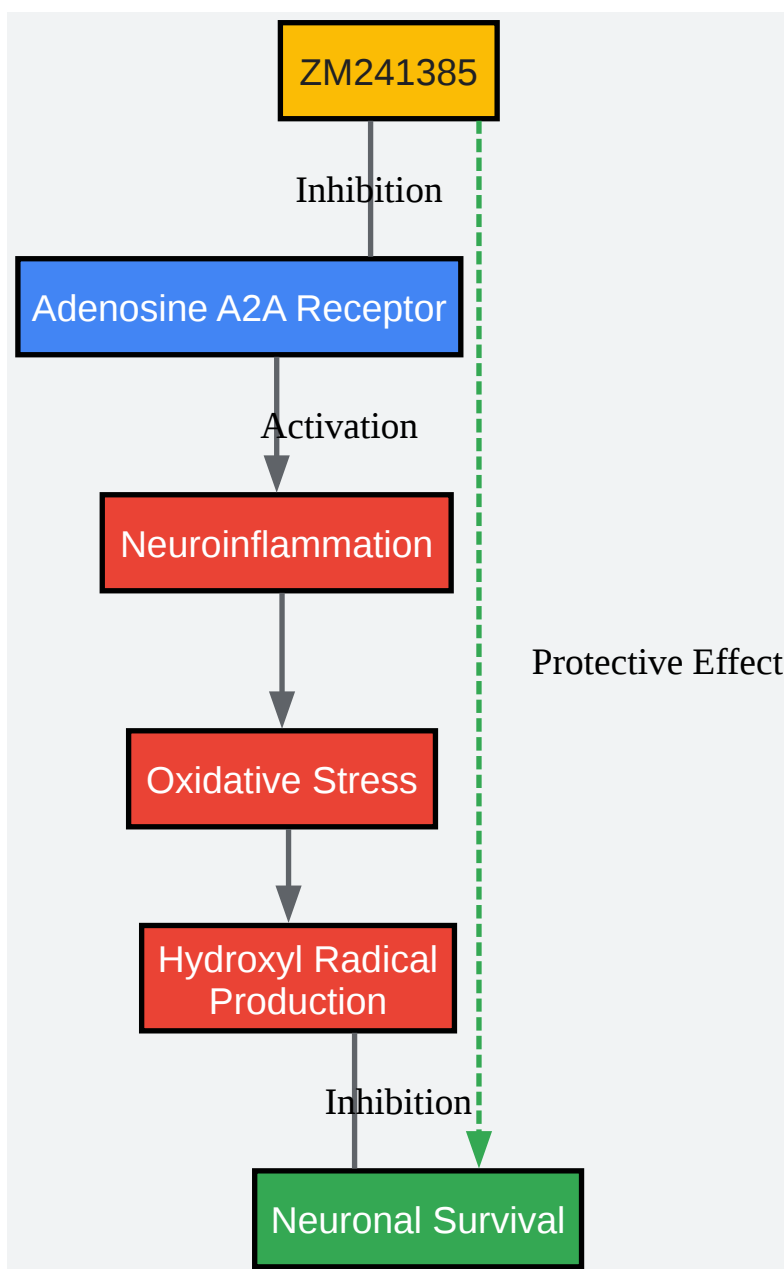 ZM241385
Inhibition
Adenosine A2A Receptor
Activation
Neuroinflammation
Protective Effect
Oxidative Stress
Hydroxyl Radical
Production
Inhibition
Neuronal Survival